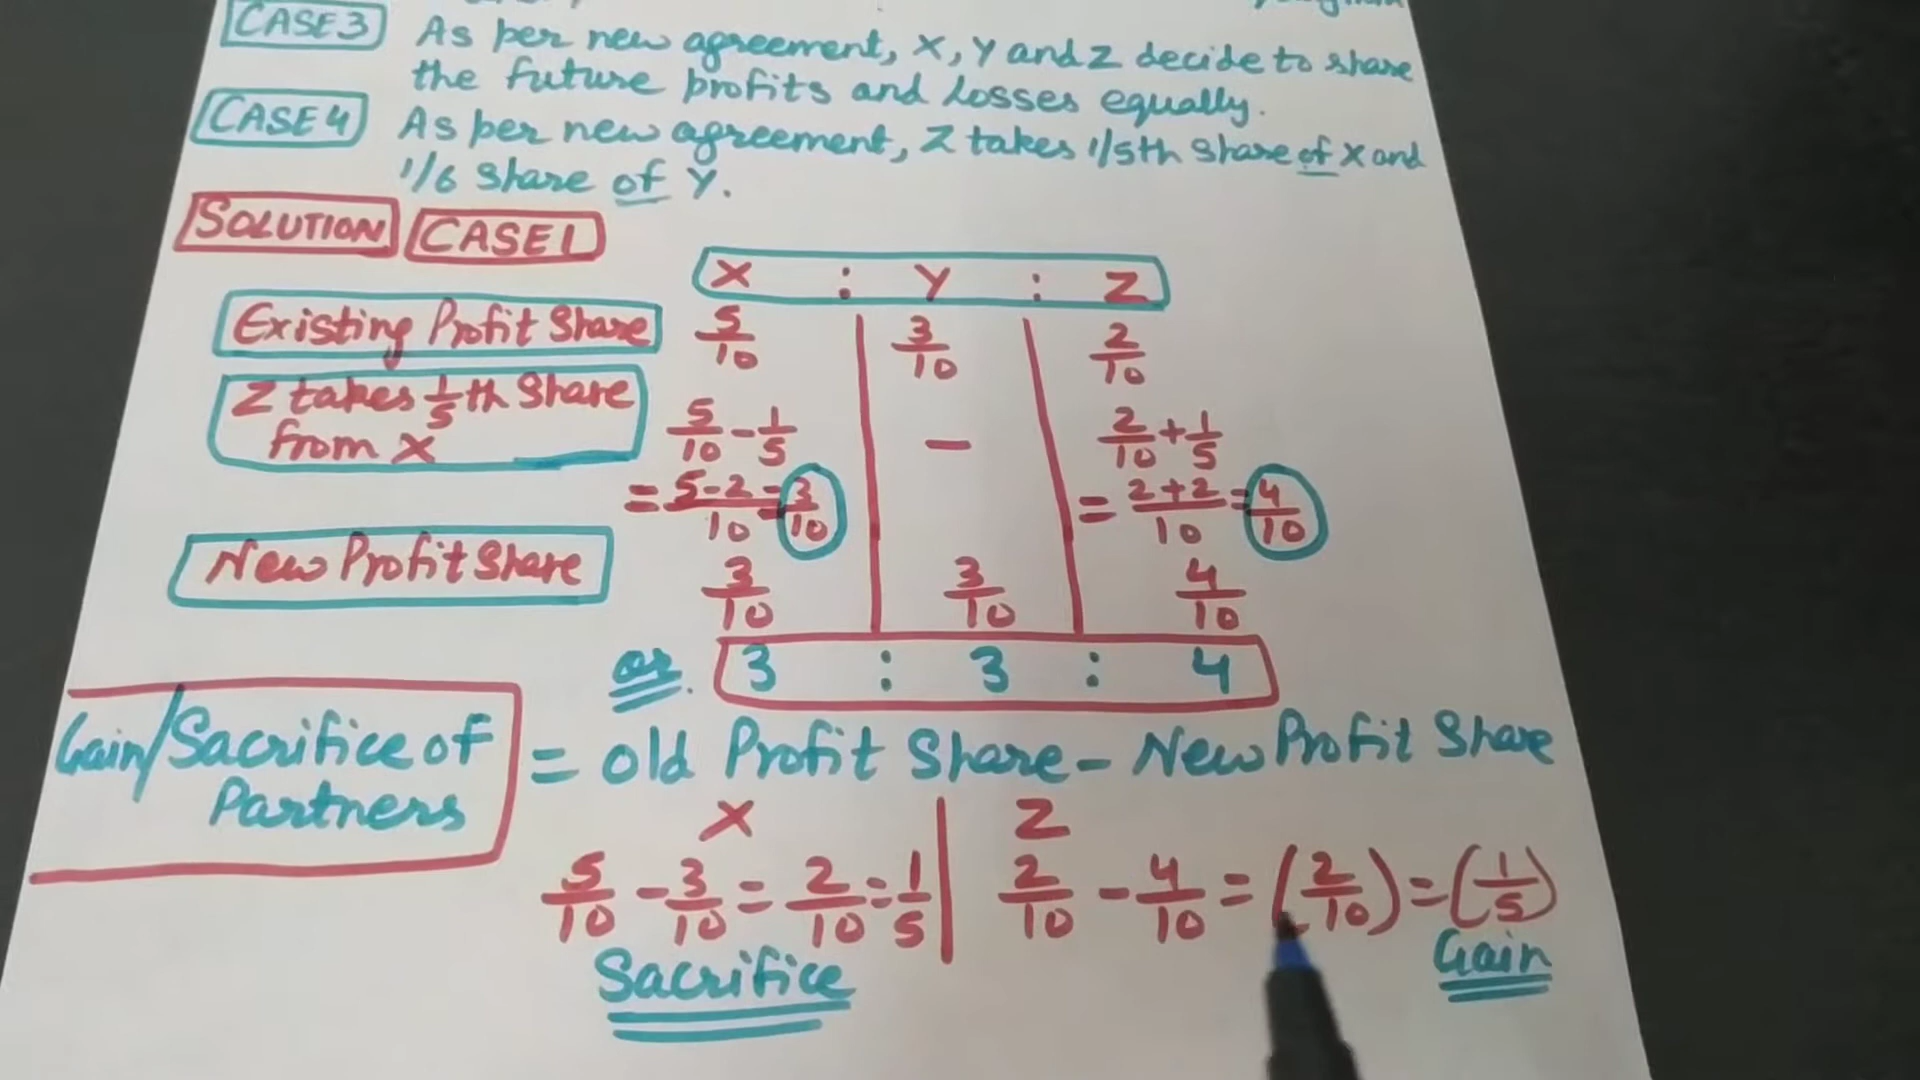 CASE 3 As per new agreement, X, Y and Z decide to share
the future profits and losses equally.
CASE 4 As per new agreement, Z takes 1/5th share of X and
1/6 share of Y.
SOLUTION CASE 1
X : Y : Z
Existing Profit Share 5/10 3/10 2/10
Z takes 1/5th Share
from X
5/10 - 1/5 - 2/10 + 1/5
= 5-2/10 = 3/10 = 2+2/10 = 4/10
New Profit Share 3/10 3/10 4/10
or. 3 : 3 : 4
Gain/Sacrifice of
Partners
= Old Profit Share - New Profit Share
X Z
5/10 - 3/10 = 2/10 = 1/5 2/10 - 4/10 = (2/10) = (1/5)
Sacrifice Gain